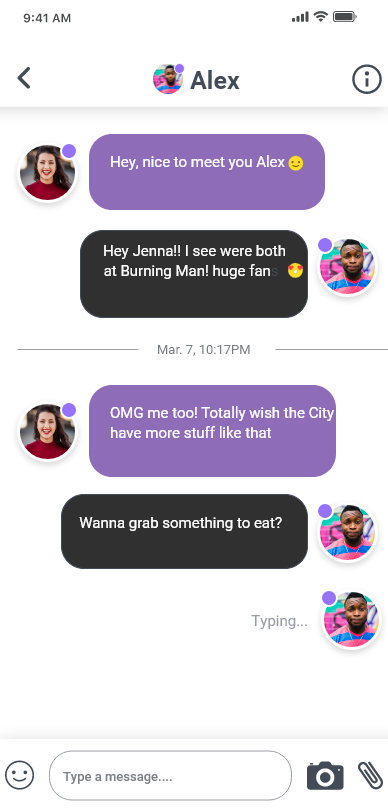 9:41 AM
Alex
Hey, nice to meet you Alex 🙂
Hey Jenna!! I see were both
at Burning Man! huge fans 😍
Mar. 7, 10:17PM
OMG me too! Totally wish the City
have more stuff like that
Wanna grab something to eat?
Typing...
Type a message....